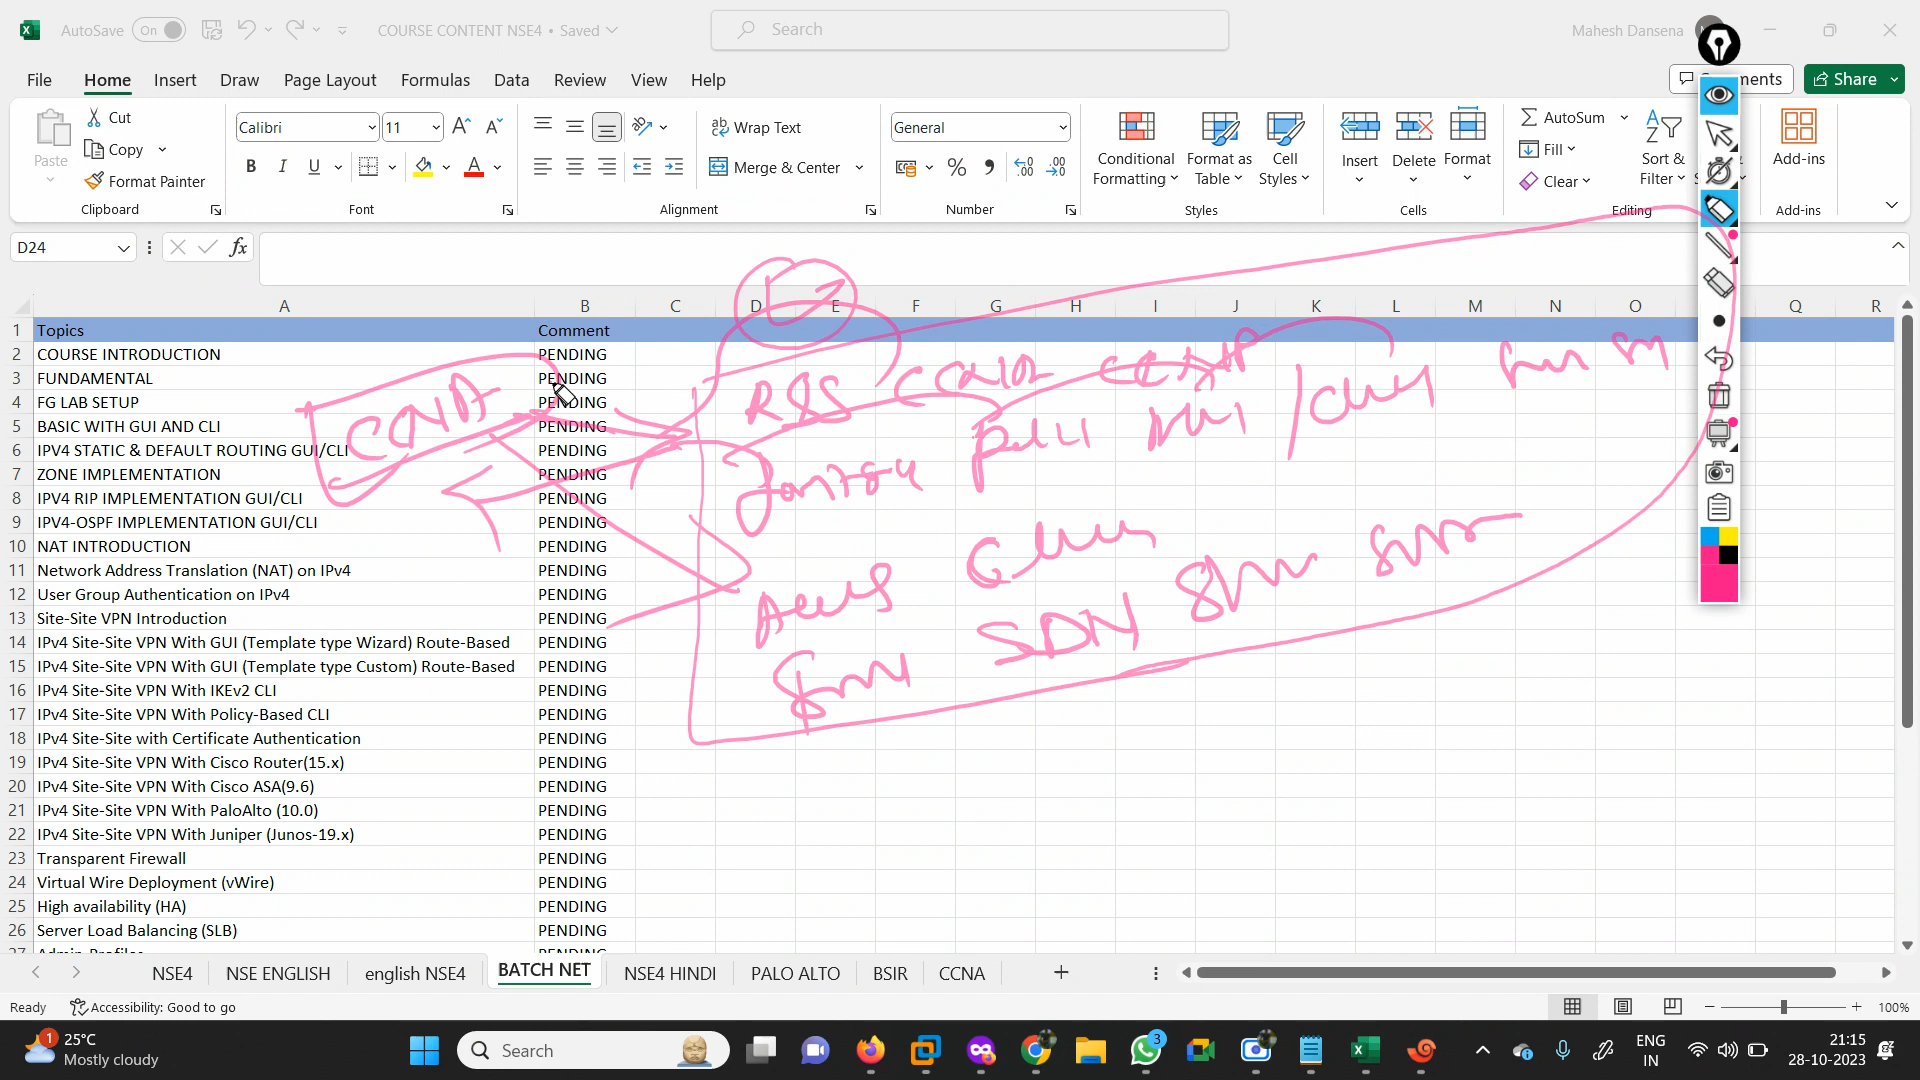 AutoSave On COURSE CONTENT NSE4 • Saved Search Mahesh Dansena
File Home Insert Draw Page Layout Formulas Data Review View Help Share
Paste Cut Copy Format Painter Clipboard
Calibri 11 B I U Font
Wrap Text Merge & Center Alignment
General Number
Conditional Formatting Format as Table Cell Styles Styles
Insert Delete Format Cells
AutoSum Fill Clear Sort & Filter Editing
Add-ins Add-ins
D24 fx
A B C D E F G H I J K L M N O Q R
1 Topics Comment
2 COURSE INTRODUCTION PENDING
3 FUNDAMENTAL PENDING
4 FG LAB SETUP PENDING
5 BASIC WITH GUI AND CLI PENDING
6 IPV4 STATIC & DEFAULT ROUTING GUI/CLI PENDING
7 ZONE IMPLEMENTATION PENDING
8 IPV4 RIP IMPLEMENTATION GUI/CLI PENDING
9 IPV4-OSPF IMPLEMENTATION GUI/CLI PENDING
10 NAT INTRODUCTION PENDING
11 Network Address Translation (NAT) on IPv4 PENDING
12 User Group Authentication on IPv4 PENDING
13 Site-Site VPN Introduction PENDING
14 IPv4 Site-Site VPN With GUI (Template type Wizard) Route-Based PENDING
15 IPv4 Site-Site VPN With GUI (Template type Custom) Route-Based PENDING
16 IPv4 Site-Site VPN With IKEv2 CLI PENDING
17 IPv4 Site-Site VPN With Policy-Based CLI PENDING
18 IPv4 Site-Site with Certificate Authentication PENDING
19 IPv4 Site-Site VPN With Cisco Router(15.x) PENDING
20 IPv4 Site-Site VPN With Cisco ASA(9.6) PENDING
21 IPv4 Site-Site VPN With PaloAlto (10.0) PENDING
22 IPv4 Site-Site VPN With Juniper (Junos-19.x) PENDING
23 Transparent Firewall PENDING
24 Virtual Wire Deployment (vWire) PENDING
25 High availability (HA) PENDING
26 Server Load Balancing (SLB) PENDING
CCNA
SDN
NSE4 NSE ENGLISH english NSE4 BATCH NET NSE4 HINDI PALO ALTO BSIR CCNA
Ready Accessibility: Good to go 100%
1 25°C Mostly cloudy Search 3 ENG IN 21:15 28-10-2023